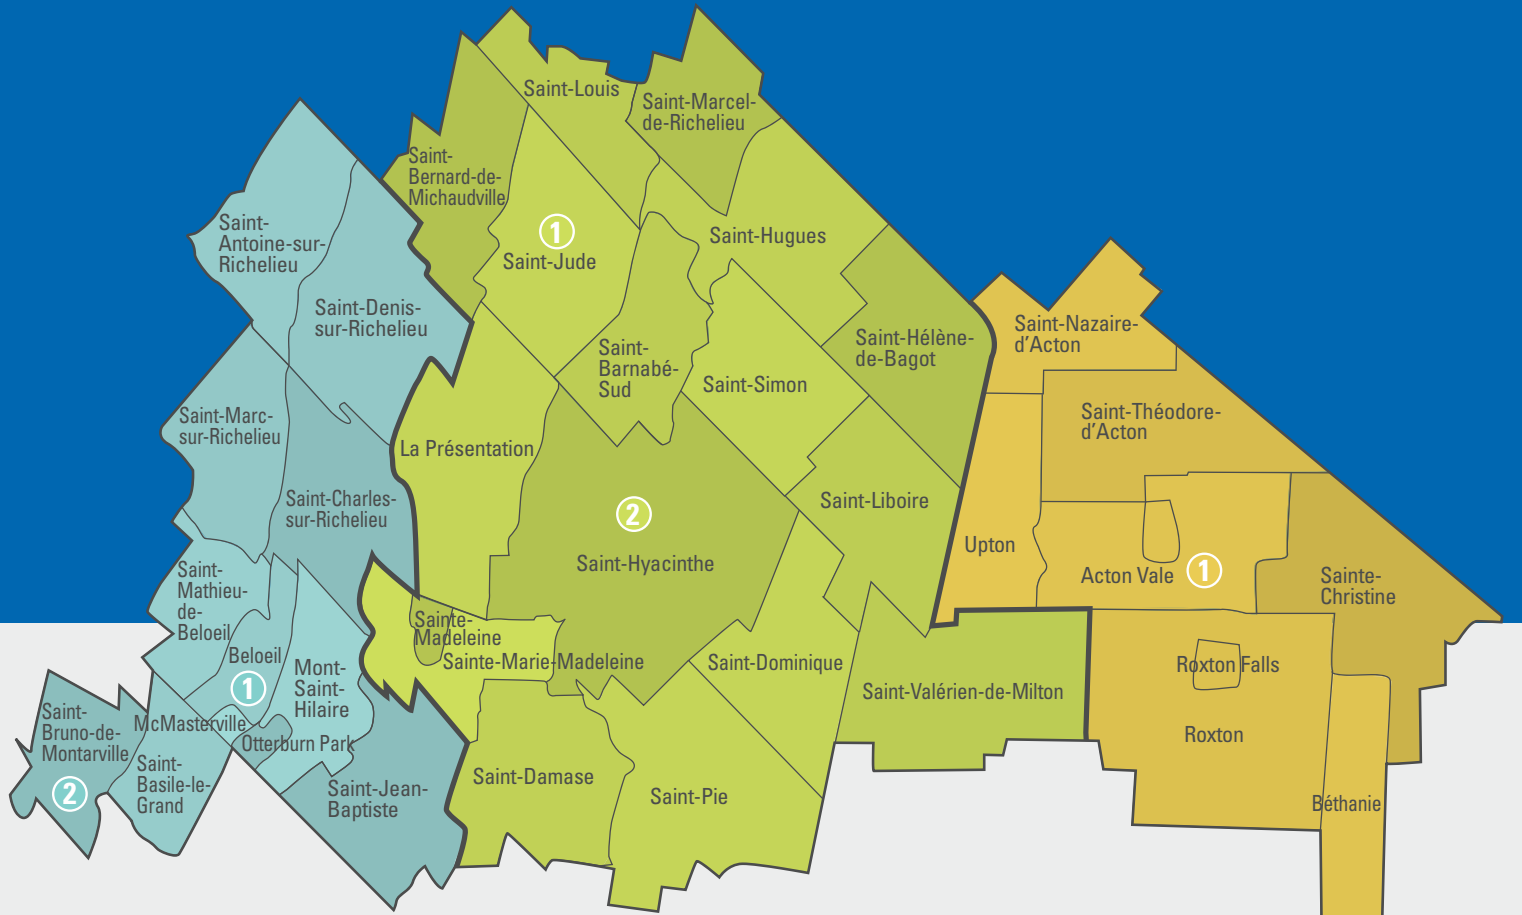 Saint-Louis
Saint-Marcel-
de-Richelieu
Saint-
Bernard-de-
Michaudville
Saint-
Antoine-sur-
Richelieu
1
Saint-Jude
Saint-Hugues
Saint-Denis-
sur-Richelieu
Saint-Nazaire-
d'Acton
Saint-
Barnabé-
Sud
Saint-Hélène-
de-Bagot
Saint-Simon
Saint-Marc-
sur-Richelieu
Saint-Théodore-
d'Acton
La Présentation
Saint-Charles-
sur-Richelieu
2
Saint-Hyacinthe
Saint-Liboire
Upton
Acton Vale
1
Sainte-
Christine
Saint-
Mathieu-
de-
Beloeil
Sainte-
Madeleine
Sainte-Marie-Madeleine
Beloeil
1
Mont-
Saint-
Hilaire
Saint-Dominique
Saint-Valérien-de-Milton
Roxton Falls
Saint-
Bruno-de-
Montarville
2
McMasterville
Otterburn Park
Roxton
Saint-
Basile-le-
Grand
Saint-Jean-
Baptiste
Saint-Damase
Saint-Pie
Béthanie